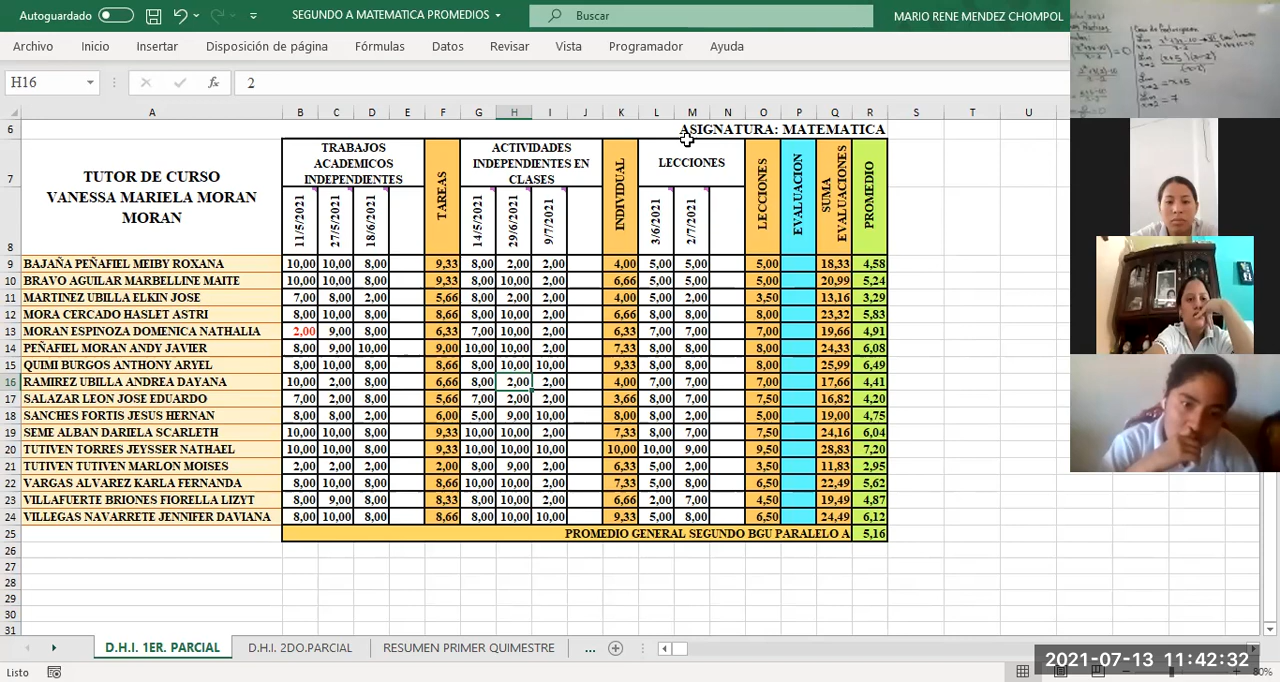 Autoguardado SEGUNDO A MATEMATICA PROMEDIOS Buscar MARIO RENE MENDEZ CHOMPOL
Archivo Inicio Insertar Disposición de página Fórmulas Datos Revisar Vista Programador Ayuda
H16 fx 2
A B C D E F G H I J K L M N O P Q R S T U
6 ASIGNATURA: MATEMATICA
7 TUTOR DE CURSO
VANESSA MARIELA MORAN
MORAN
TRABAJOS
ACADEMICOS
INDEPENDIENTES
TAREAS
ACTIVIDADES
INDEPENDIENTES EN
CLASES
INDIVIDUAL
LECCIONES
LECCIONES
EVALUACION
SUMA
EVALUACIONES
PROMEDIO
8 11/5/2021 27/5/2021 18/6/2021 14/5/2021 29/6/2021 9/7/2021 3/6/2021 2/7/2021
9 BAJAÑA PEÑAFIEL MEIBY ROXANA 10,00 10,00 8,00 9,33 8,00 2,00 2,00 4,00 5,00 5,00 5,00 18,33 4,58
10 BRAVO AGUILAR MARBELLINE MAITE 10,00 10,00 8,00 9,33 8,00 10,00 2,00 6,66 5,00 5,00 5,00 20,99 5,24
11 MARTINEZ UBILLA ELKIN JOSE 7,00 8,00 2,00 5,66 8,00 2,00 2,00 4,00 5,00 2,00 3,50 13,16 3,29
12 MORA CERCADO HASLET ASTRI 8,00 10,00 8,00 8,66 8,00 10,00 2,00 6,66 8,00 8,00 8,00 23,32 5,83
13 MORAN ESPINOZA DOMENICA NATHALIA 2,00 9,00 8,00 6,33 7,00 10,00 2,00 6,33 7,00 7,00 7,00 19,66 4,91
14 PEÑAFIEL MORAN ANDY JAVIER 8,00 9,00 10,00 9,00 10,00 10,00 2,00 7,33 8,00 8,00 8,00 24,33 6,08
15 QUIMI BURGOS ANTHONY ARYEL 8,00 10,00 8,00 8,66 8,00 10,00 10,00 9,33 8,00 8,00 8,00 25,99 6,49
16 RAMIREZ UBILLA ANDREA DAYANA 10,00 2,00 8,00 6,66 8,00 2,00 2,00 4,00 7,00 7,00 7,00 17,66 4,41
17 SALAZAR LEON JOSE EDUARDO 7,00 2,00 8,00 5,66 7,00 2,00 2,00 3,66 8,00 7,00 7,50 16,82 4,20
18 SANCHES FORTIS JESUS HERNAN 8,00 8,00 2,00 6,00 5,00 9,00 10,00 8,00 8,00 2,00 5,00 19,00 4,75
19 SEME ALBAN DARIELA SCARLETH 10,00 10,00 8,00 9,33 10,00 10,00 2,00 7,33 8,00 7,00 7,50 24,16 6,04
20 TUTIVEN TORRES JEYSSER NATHAEL 10,00 10,00 8,00 9,33 10,00 10,00 10,00 10,00 10,00 9,00 9,50 28,83 7,20
21 TUTIVEN TUTIVEN MARLON MOISES 2,00 2,00 2,00 2,00 8,00 9,00 2,00 6,33 5,00 2,00 3,50 11,83 2,95
22 VARGAS ALVAREZ KARLA FERNANDA 8,00 10,00 8,00 8,66 10,00 10,00 2,00 7,33 5,00 8,00 6,50 22,49 5,62
23 VILLAFUERTE BRIONES FIORELLA LIZYT 8,00 9,00 8,00 8,33 8,00 10,00 2,00 6,66 2,00 7,00 4,50 19,49 4,87
24 VILLEGAS NAVARRETE JENNIFER DAVIANA 8,00 10,00 8,00 8,66 8,00 10,00 10,00 9,33 5,00 8,00 6,50 24,49 6,12
25 PROMEDIO GENERAL SEGUNDO BGU PARALELO A 5,16
26
27
28
29
30
31
D.H.I. 1ER. PARCIAL D.H.I. 2DO.PARCIAL RESUMEN PRIMER QUIMESTRE ...
Listo 80%
2021-07-13 11:42:32